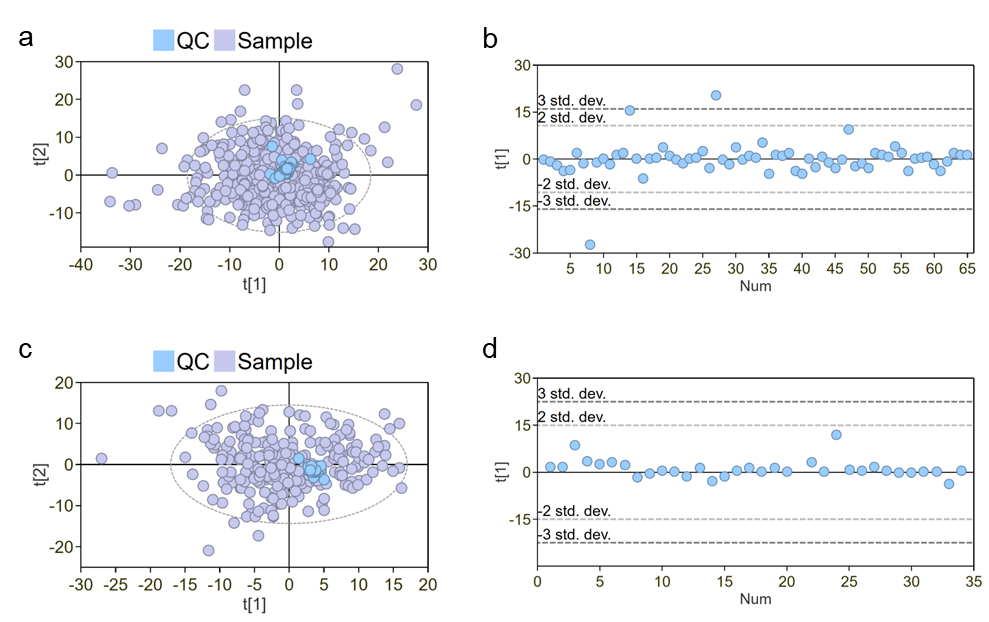 a
QC Sample
30
20
10
0
-10
t[2]
-40 -30 -20 -10 0 10 20 30
t[1]
b
30
15
0
-15
-30
t[1]
3 std. dev.
2 std. dev.
-2 std. dev.
-3 std. dev.
5 10 15 20 25 30 35 40 45 50 55 60 65
Num
c
QC Sample
20
10
0
-10
-20
t[2]
-30 -25 -20 -15 -10 -5 0 5 10 15 20
t[1]
d
30
15
0
-15
t[1]
3 std. dev.
2 std. dev.
-2 std. dev.
-3 std. dev.
0 5 10 15 20 25 30 35
Num